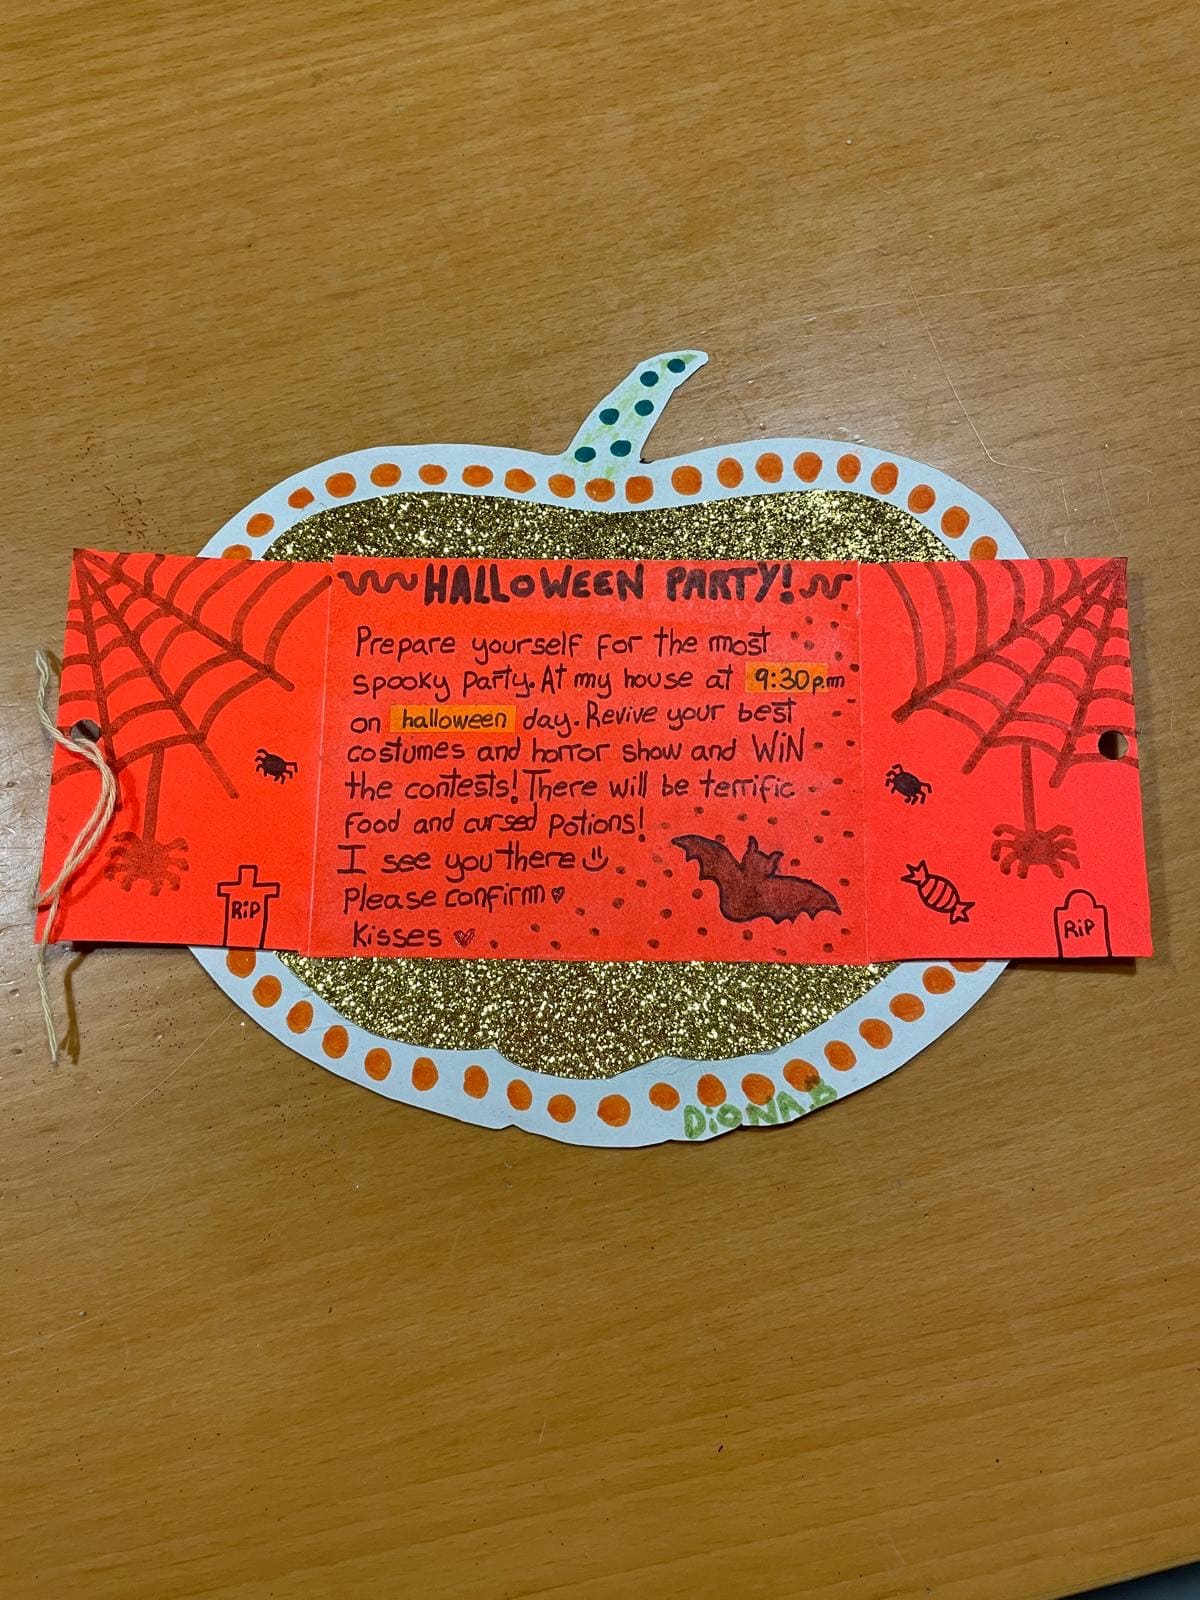 HALLOWEEN PARTY!
Prepare yourself for the most
spooky party. At my house at 9:30p.m
on halloween day. Revive your best
costumes and horror show and WiN
the contests! There will be terrific
food and cursed potions!
I see you there
Please confirm
Kisses
RiP
RiP
DiONA.B